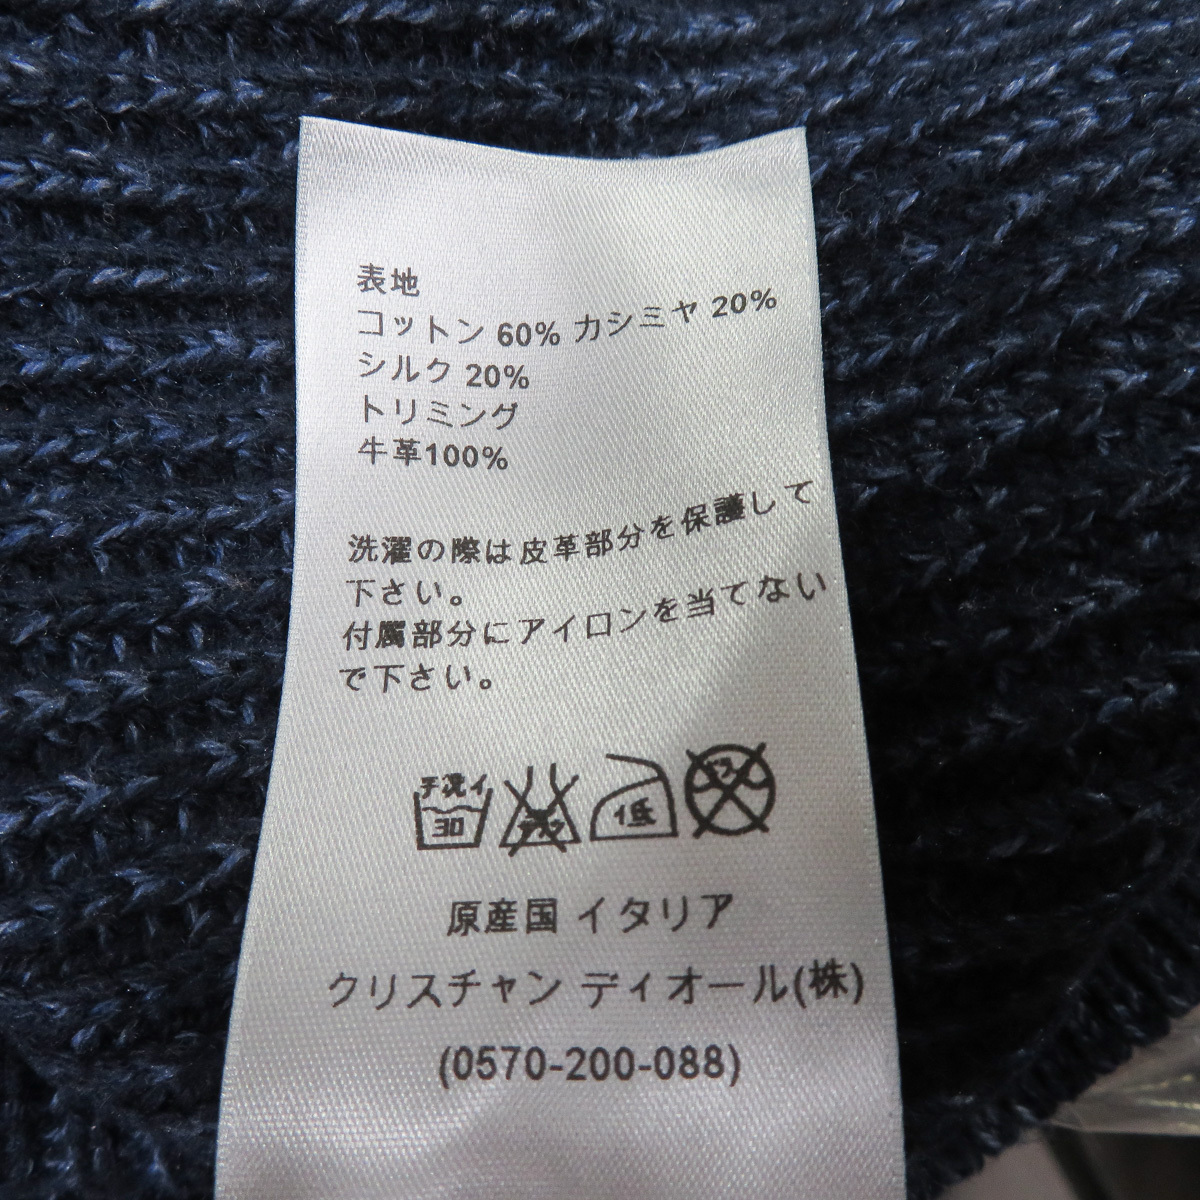 表地
コットン 60% カシミヤ 20%
シルク 20%
トリミング
牛革100%
洗濯の際は皮革部分を保護して
下さい。
付属部分にアイロンを当てない
で下さい。
手洗イ
30
低
原産国 イタリア
クリスチャン ディオール(株)
(0570-200-088)